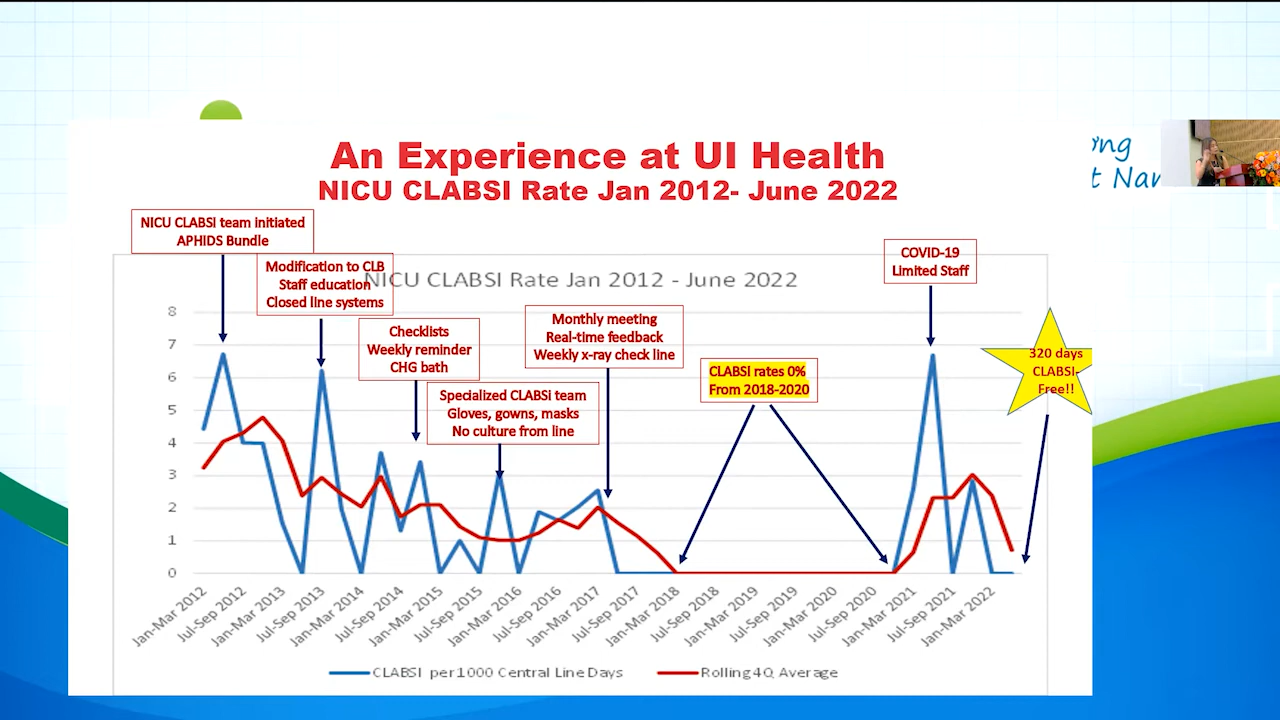 An Experience at UI Health
NICU CLABSI Rate Jan 2012- June 2022
NICU CLABSI team initiated
APHIDS Bundle
Modification to CLB
Staff education
Closed line systems
NICU CLABSI Rate Jan 2012 - June 2022
Checklists
Weekly reminder
CHG bath
Specialized CLABSi team
Gloves, gowns, masks
No culture from line
Monthly meeting
Real-time feedback
Weekly x-ray check line
CLABSI rates 0%
From 2018-2020
COVID-19
Limited Staff
320 days
CLABSI-
Free!!
8
7
6
5
4
3
2
1
0
Jan-Mar 2012
Jul-Sep 2012
Jan-Mar 2013
Jul-Sep 2013
Jan-Mar 2014
Jul-Sep 2014
Jan-Mar 2015
Jul-Sep 2015
Jan-Mar 2016
Jul-Sep 2016
Jan-Mar 2017
Jul-Sep 2017
Jan-Mar 2018
Jul-Sep 2018
Jan-Mar 2019
Jul-Sep 2019
Jan-Mar 2020
Jul-Sep 2020
Jan-Mar 2021
Jul-Sep 2021
Jan-Mar 2022
CLABSI per1000 Central Line Days
Rolling 4Q Average